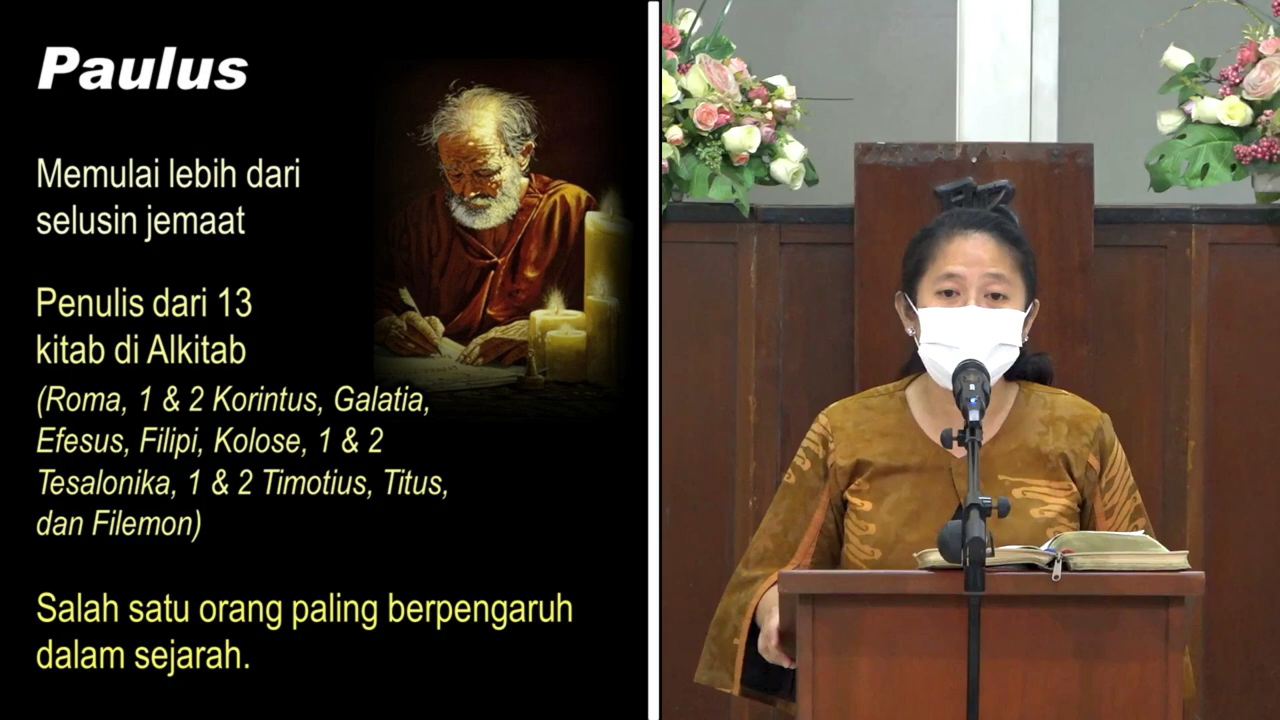 Paulus
Memulai lebih dari
selusin jemaat
Penulis dari 13
kitab di Alkitab
(Roma, 1 & 2 Korintus, Galatia,
Efesus, Filipi, Kolose, 1 & 2
Tesalonika, 1 & 2 Timotius, Titus,
dan Filemon)
Salah satu orang paling berpengaruh
dalam sejarah.